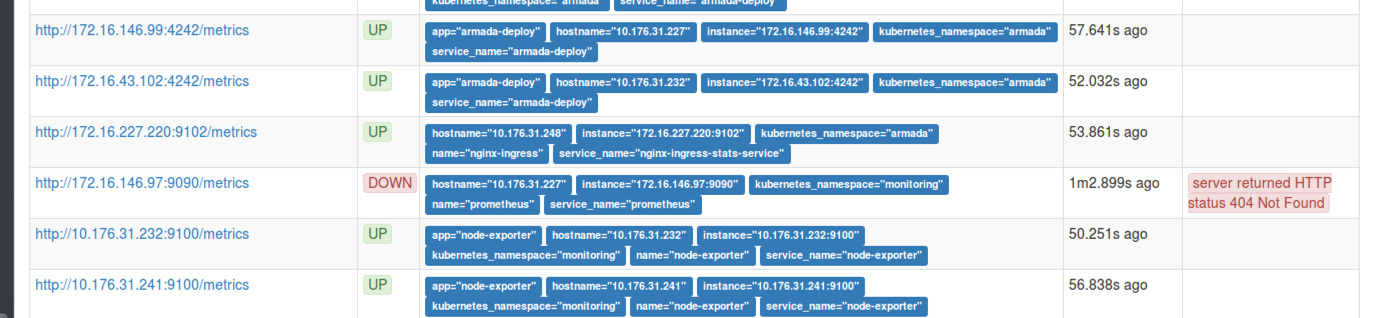 kubernetes_namespace="armada" service_name="armada-deploy"
http://172.16.146.99:4242/metrics UP app="armada-deploy" hostname="10.176.31.227" instance="172.16.146.99:4242" kubernetes_namespace="armada" 57.641s ago
service_name="armada-deploy"
http://172.16.43.102:4242/metrics UP app="armada-deploy" hostname="10.176.31.232" instance="172.16.43.102:4242" kubernetes_namespace="armada" 52.032s ago
service_name="armada-deploy"
http://172.16.227.220:9102/metrics UP hostname="10.176.31.248" instance="172.16.227.220:9102" kubernetes_namespace="armada" 53.861s ago
name="nginx-ingress" service_name="nginx-ingress-stats-service"
http://172.16.146.97:9090/metrics DOWN hostname="10.176.31.227" instance="172.16.146.97:9090" kubernetes_namespace="monitoring" 1m2.899s ago server returned HTTP
name="prometheus" service_name="prometheus" status 404 Not Found
http://10.176.31.232:9100/metrics UP app="node-exporter" hostname="10.176.31.232" instance="10.176.31.232:9100" 50.251s ago
kubernetes_namespace="monitoring" name="node-exporter" service_name="node-exporter"
http://10.176.31.241:9100/metrics UP app="node-exporter" hostname="10.176.31.241" instance="10.176.31.241:9100" 56.838s ago
kubernetes_namespace="monitoring" name="node-exporter" service_name="node-exporter"